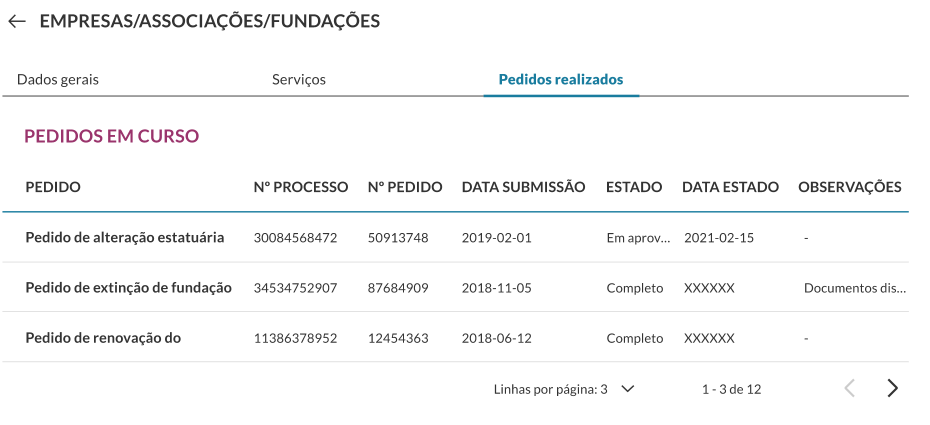 EMPRESAS/ASSOCIAÇÕES/FUNDAÇÕES
Dados gerais Serviços Pedidos realizados
PEDIDOS EM CURSO
PEDIDO Nº PROCESSO Nº PEDIDO DATA SUBMISSÃO ESTADO DATA ESTADO OBSERVAÇÕES
Pedido de alteração estatuária 30084568472 50913748 2019-02-01 Em aprov... 2021-02-15 -
Pedido de extinção de fundação 34534752907 87684909 2018-11-05 Completo XXXXXX Documentos dis...
Pedido de renovação do 11386378952 12454363 2018-06-12 Completo XXXXXX -
Linhas por página: 3 1 - 3 de 12